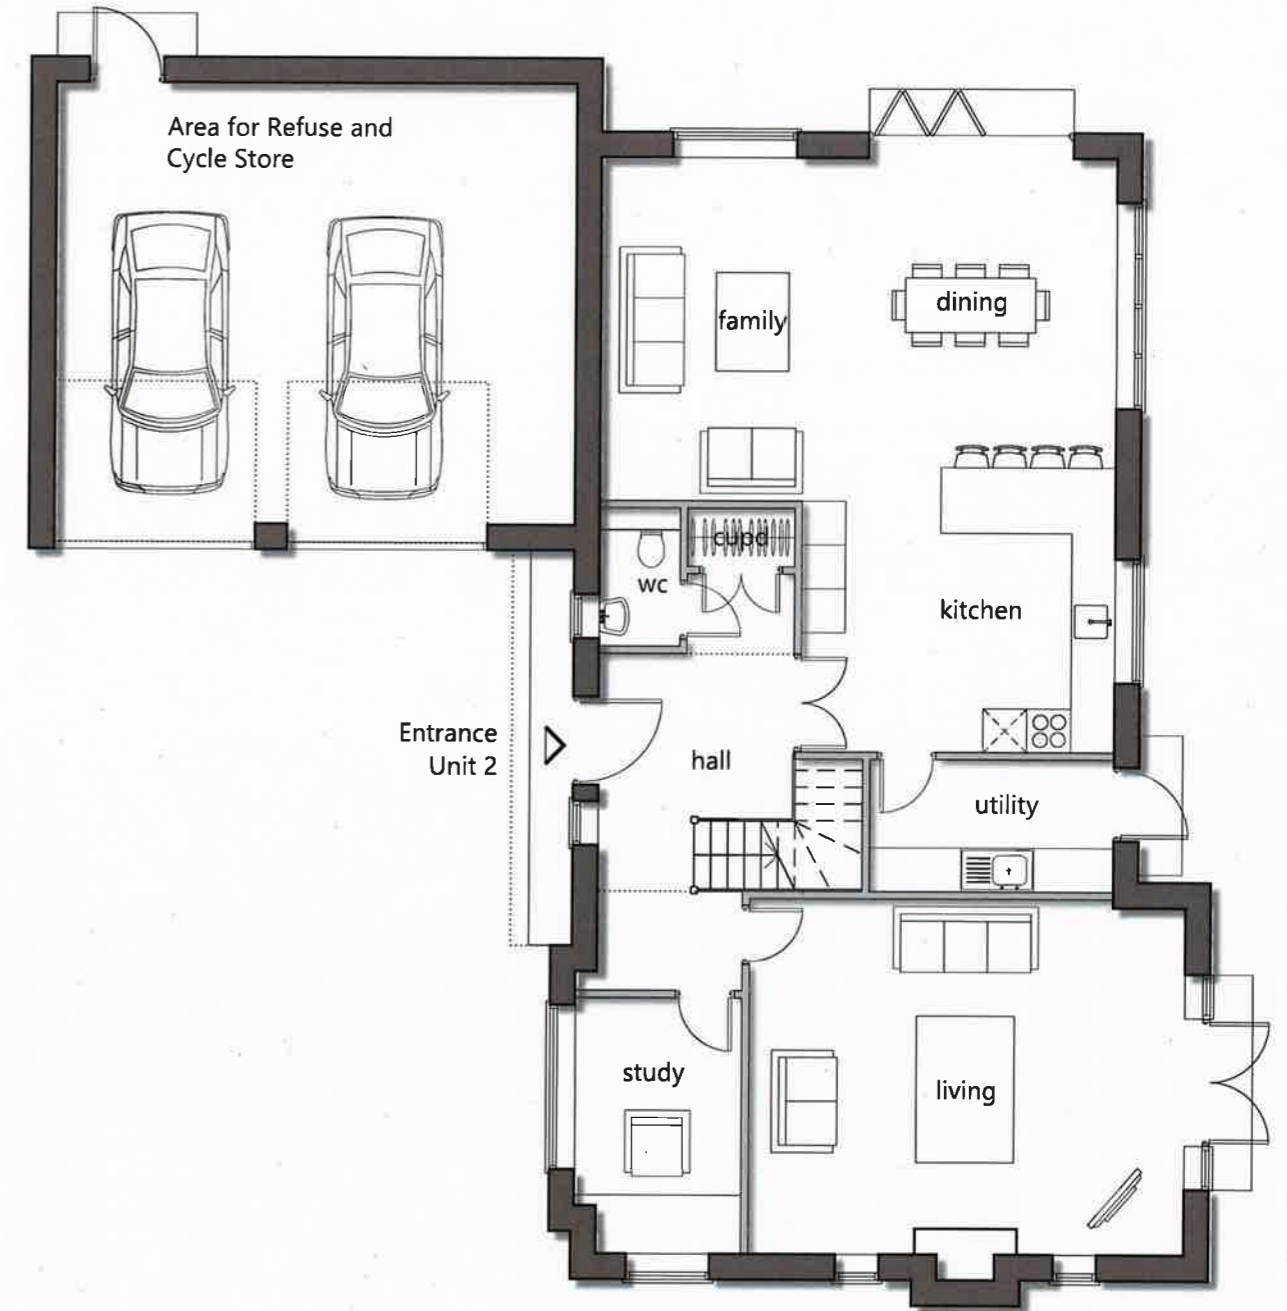 Area for Refuse and
Cycle Store
family
dining
cupd
wc
kitchen
Entrance
Unit 2
hall
utility
study
living